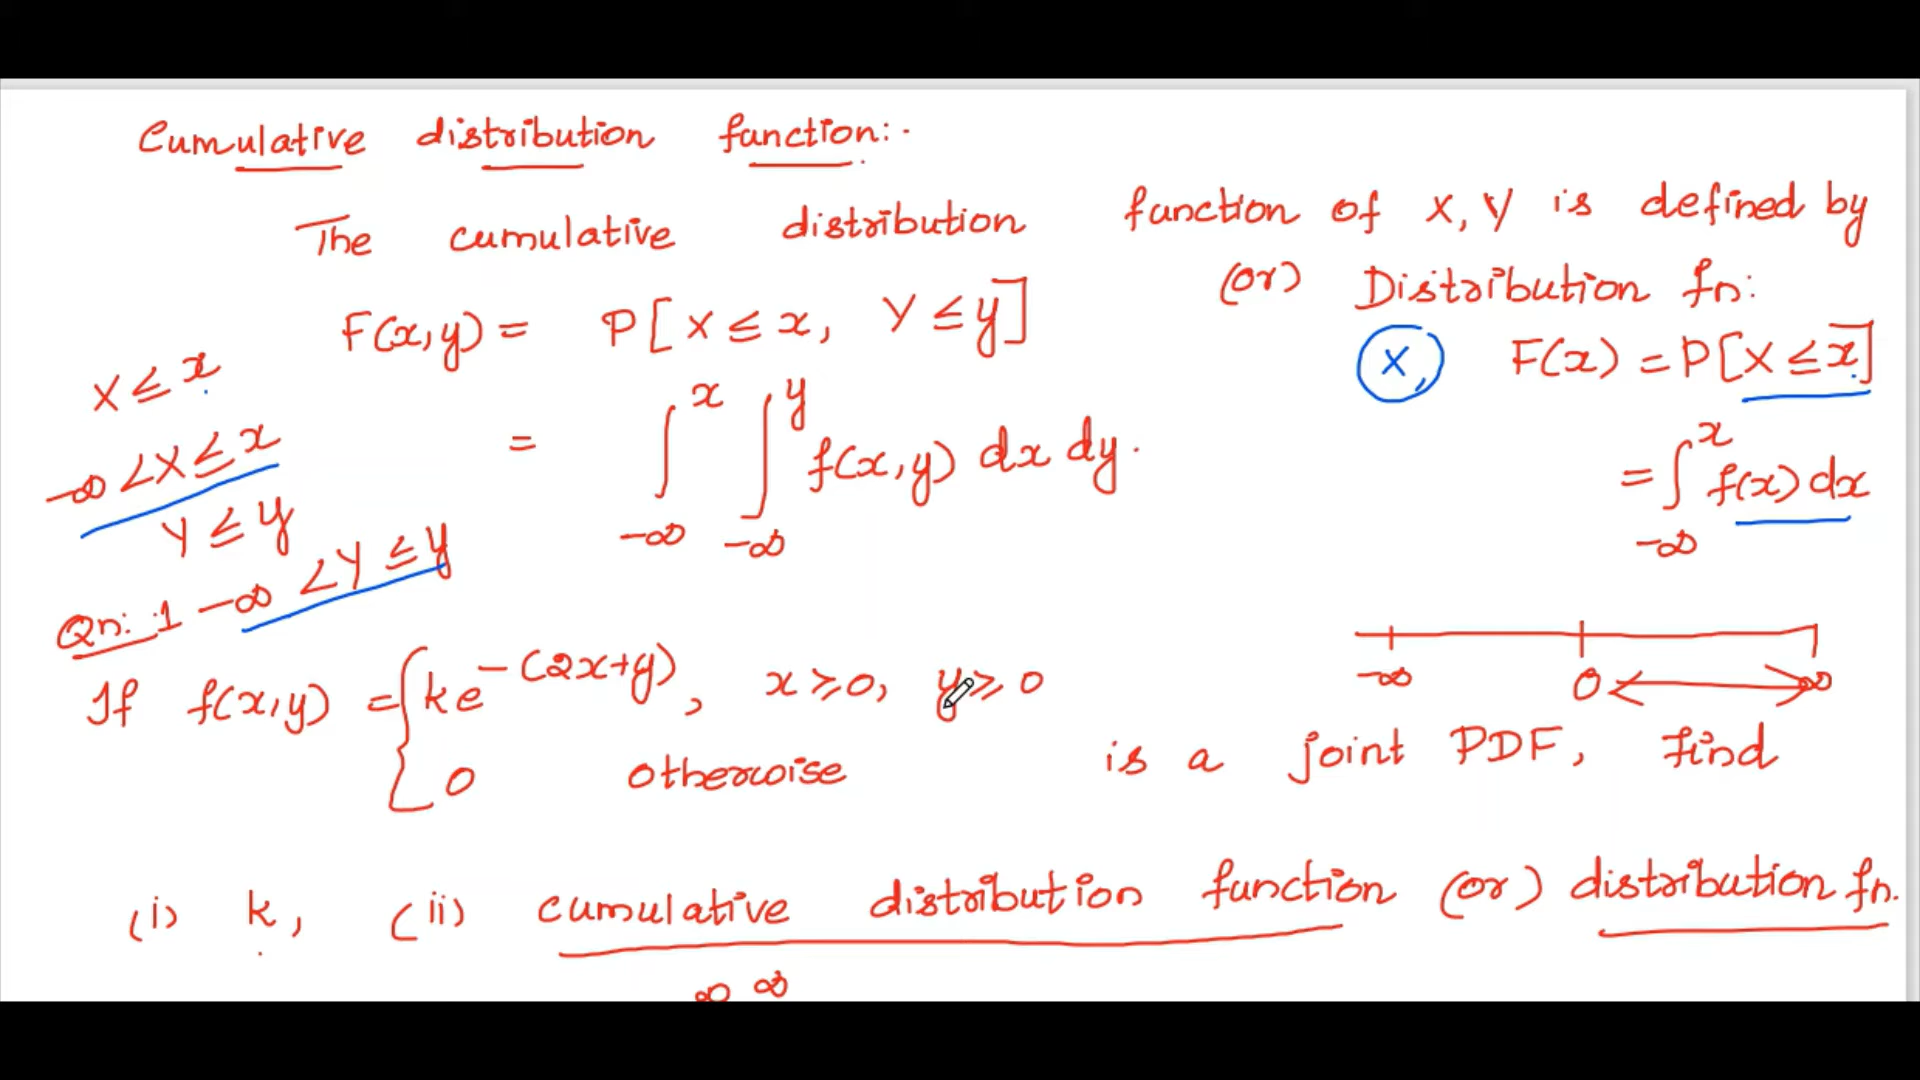 Cumulative distribution function:-
The cumulative distribution function of X, Y is defined by
(or) Distribution fn:
F(x,y) = P[X ≤ x, Y ≤ y]
X, F(x) = P[X ≤ x]
X ≤ x
= ∫_{-∞}^{x} ∫_{-∞}^{y} f(x,y) dx dy.
= ∫_{-∞}^{x} f(x) dx
-∞ < X ≤ x
Y ≤ y
-∞ < Y ≤ y
Qn: 1
-∞ 0 ∞
If f(x,y) = { ke^{-(2x+y)}, x ≥ 0, y ≥ 0
0 otherwise is a joint PDF, find
(i) k, (ii) cumulative distribution function (or) distribution fn.
∞ ∞